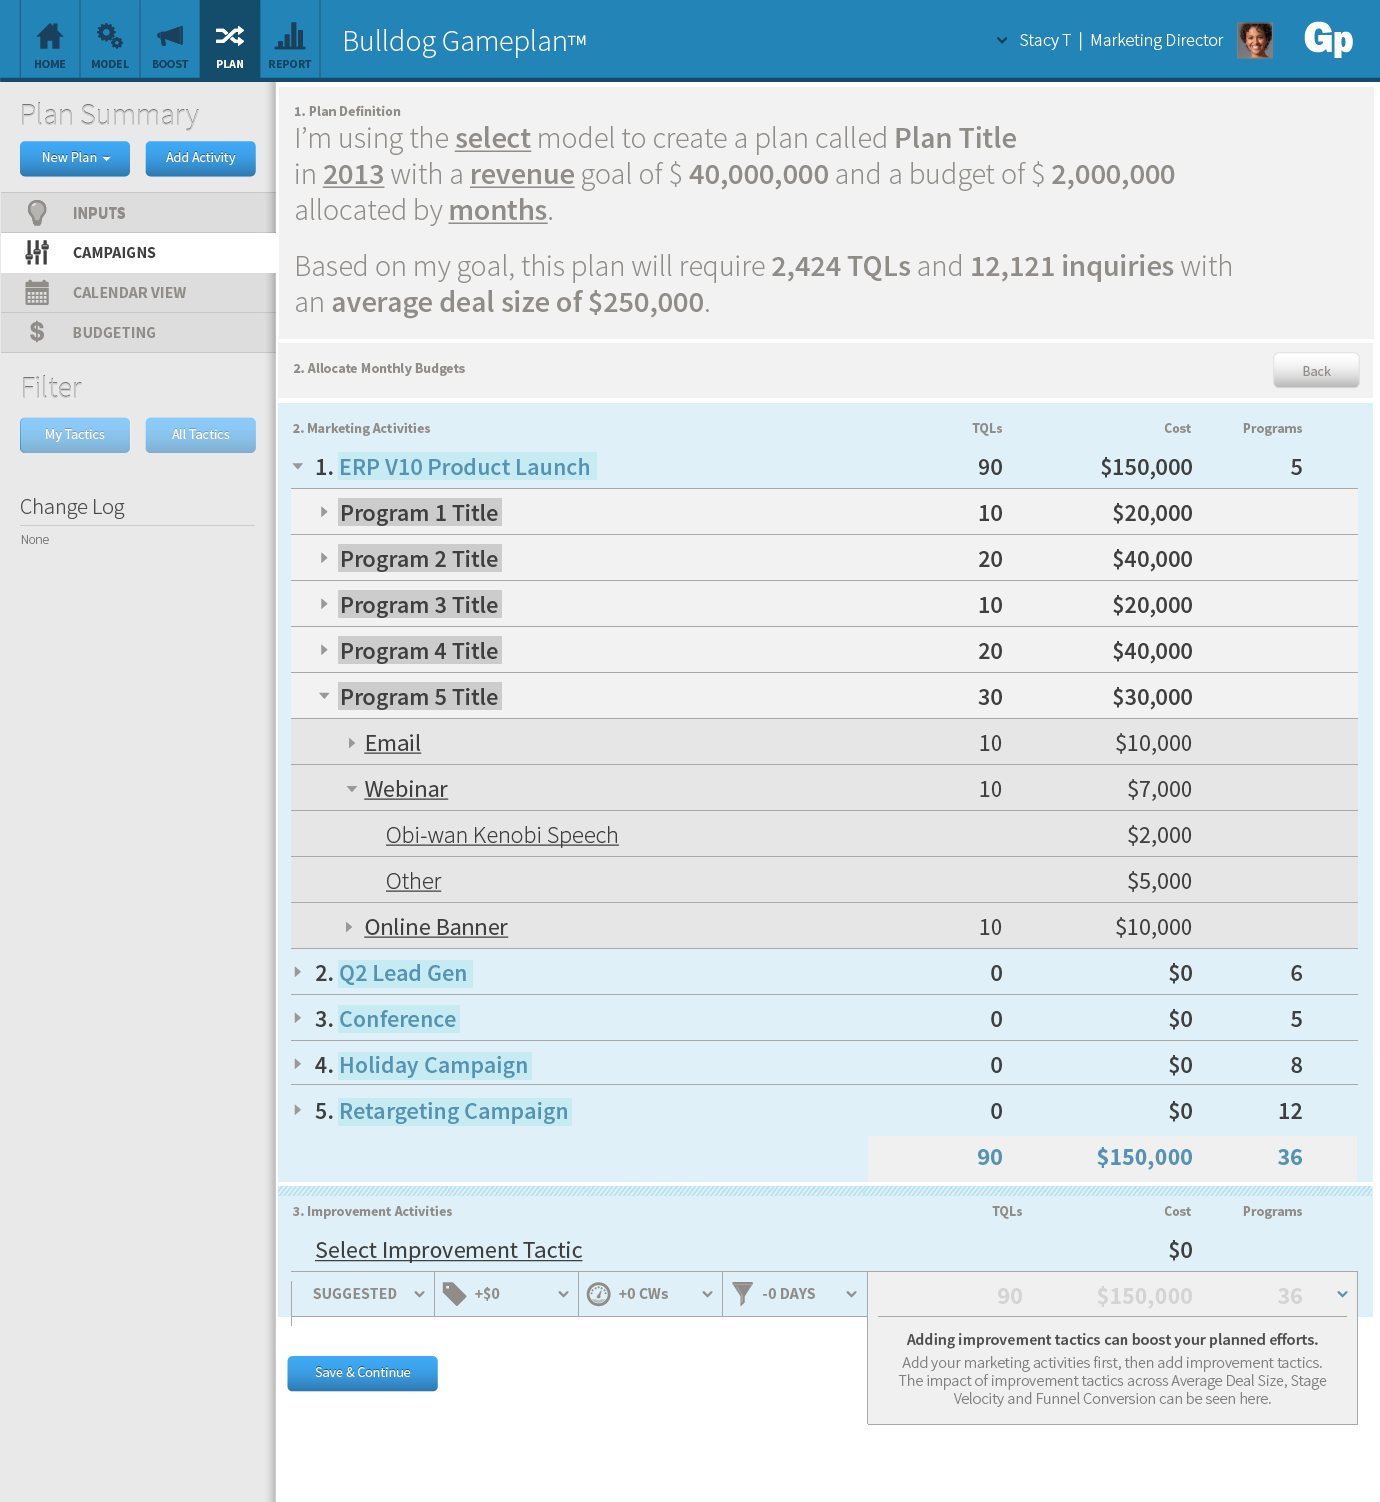 HOME MODEL BOOST PLAN REPORT
Bulldog Gameplan™
Stacy T | Marketing Director
Gp
Plan Summary
New Plan
Add Activity
INPUTS
CAMPAIGNS
CALENDAR VIEW
$ BUDGETING
Filter
My Tactics
All Tactics
Change Log
None
1. Plan Definition
I'm using the select model to create a plan called Plan Title
in 2013 with a revenue goal of $ 40,000,000 and a budget of $ 2,000,000
allocated by months.
Based on my goal, this plan will require 2,424 TQLs and 12,121 inquiries with
an average deal size of $250,000.
2. Allocate Monthly Budgets
Back
2. Marketing Activities TQLs Cost Programs
1. ERP V10 Product Launch 90 $150,000 5
Program 1 Title 10 $20,000
Program 2 Title 20 $40,000
Program 3 Title 10 $20,000
Program 4 Title 20 $40,000
Program 5 Title 30 $30,000
Email 10 $10,000
Webinar 10 $7,000
Obi-wan Kenobi Speech $2,000
Other $5,000
Online Banner 10 $10,000
2. Q2 Lead Gen 0 $0 6
3. Conference 0 $0 5
4. Holiday Campaign 0 $0 8
5. Retargeting Campaign 0 $0 12
90 $150,000 36
3. Improvement Activities TQLs Cost Programs
Select Improvement Tactic $0
SUGGESTED +$0 +0 CWs -0 DAYS 90 $150,000 36
Adding improvement tactics can boost your planned efforts.
Add your marketing activities first, then add improvement tactics.
The impact of improvement tactics across Average Deal Size, Stage
Velocity and Funnel Conversion can be seen here.
Save & Continue